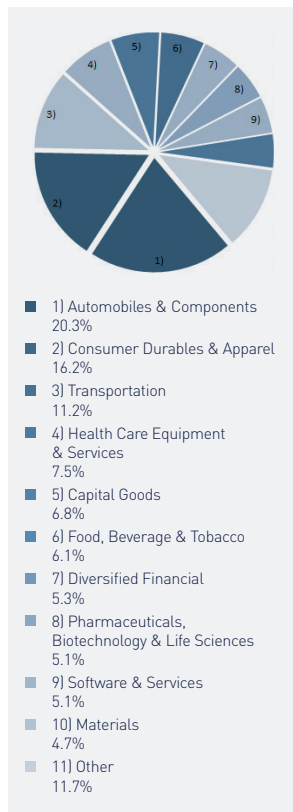 5)
6)
4)
7)
8)
3)
9)
2)
1)
1) Automobiles & Components
20.3%
2) Consumer Durables & Apparel
16.2%
3) Transportation
11.2%
4) Health Care Equipment
& Services
7.5%
5) Capital Goods
6.8%
6) Food, Beverage & Tobacco
6.1%
7) Diversified Financial
5.3%
8) Pharmaceuticals,
Biotechnology & Life Sciences
5.1%
9) Software & Services
5.1%
10) Materials
4.7%
11) Other
11.7%